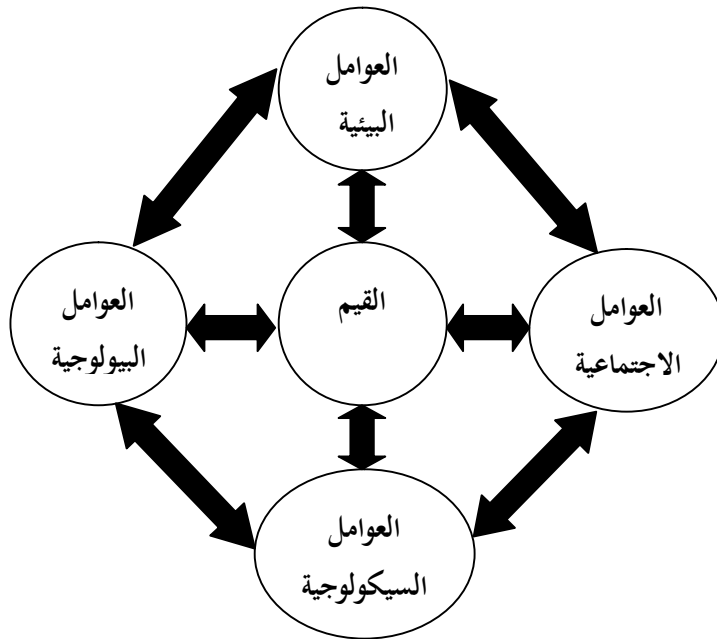 العوامل
البيئية
العوامل
الاجتماعية
القيم
العوامل
البيولوجية
العوامل
السيكولوجية